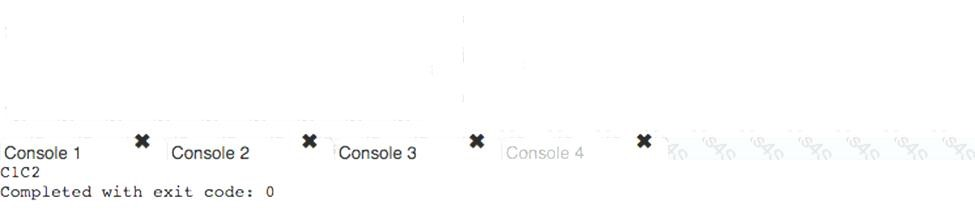 Console 1 ✖ Console 2 ✖ Console 3 ✖ Console 4 ✖
C1C2
Completed with exit code: 0